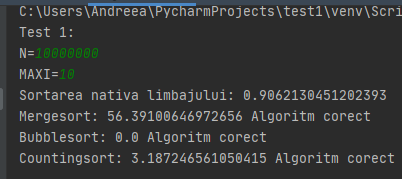 C:\Users\Andreea\PycharmProjects\test1\venv\Scri
Test 1:
N=10000000
MAXI=10
Sortarea nativa limbajului: 0.9062130451202393
Mergesort: 56.39100646972656 Algoritm corect
Bubblesort: 0.0 Algoritm corect
Countingsort: 3.187246561050415 Algoritm corect